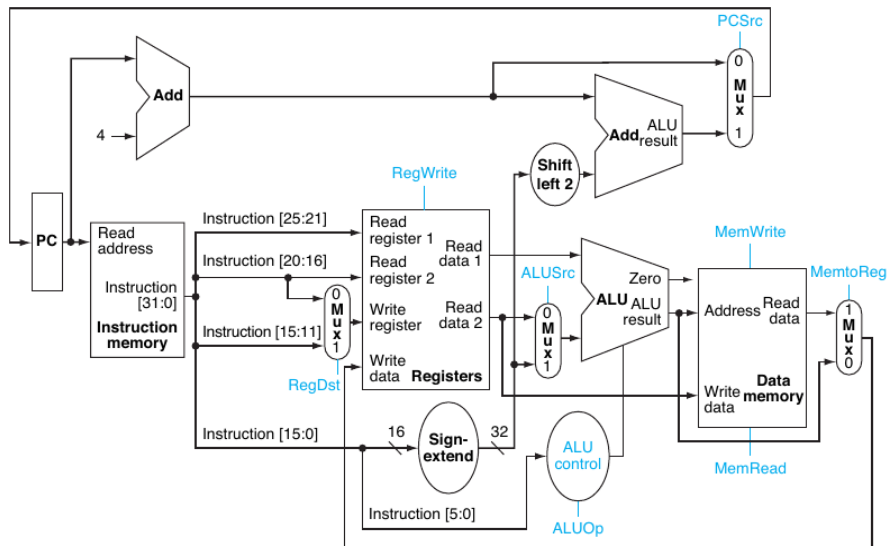 PCSrc
0
M
u
x
1
Add
4
Add
ALU
result
Shift
left 2
RegWrite
PC
Read
address
Instruction
[31:0]
Instruction
memory
Instruction [25:21]
Instruction [20:16]
Instruction [15:11]
0
M
u
x
1
RegDst
Read
register 1
Read
register 2
Write
register
Write
data
Read
data 1
Read
data 2
Registers
ALUSrc
0
M
u
x
1
Zero
ALU
ALU
result
MemWrite
Address
Read
data
Write
data
Data
memory
MemRead
MemtoReg
1
M
u
x
0
Instruction [15:0]
16
Sign-
extend
32
ALU
control
Instruction [5:0]
ALUOp